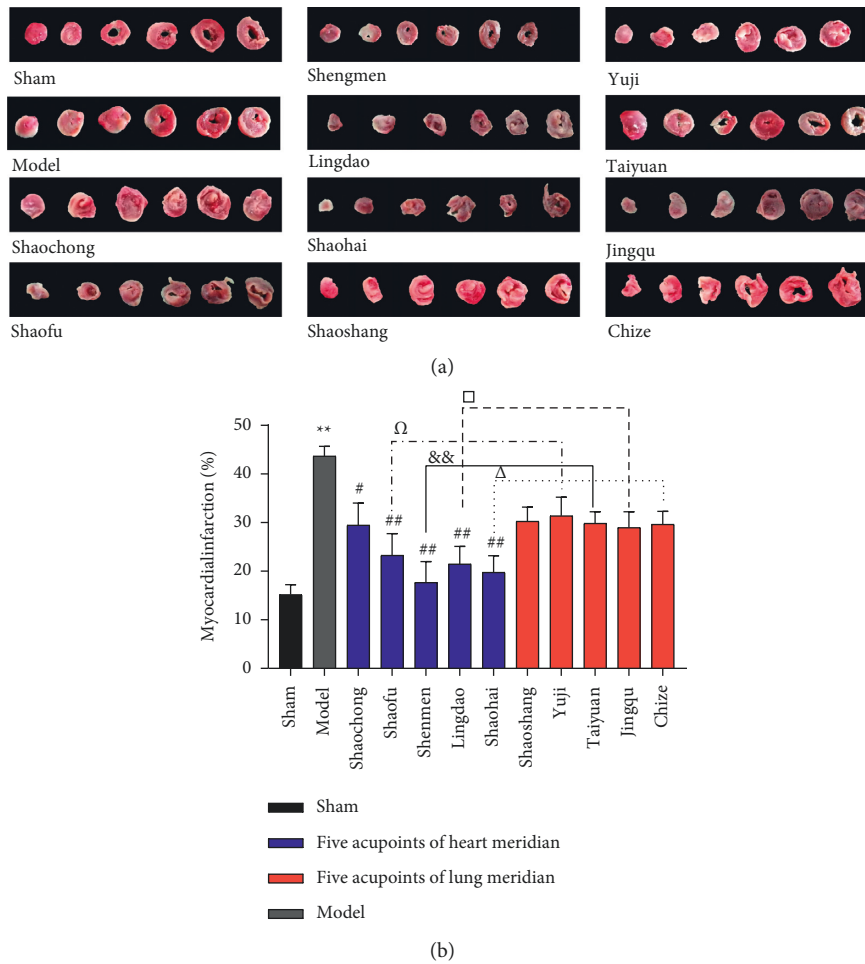 Sham
Shengmen
Yuji
Model
Lingdao
Taiyuan
Shaochong
Shaohai
Jingqu
Shaofu
Shaoshang
Chize
(a)
Myocardialinfarction (%)
50
40
30
20
10
0
**
#
##
##
##
##
Ω
&&
□
Δ
Sham
Model
Shaochong
Shaofu
Shenmen
Lingdao
Shaohai
Shaoshang
Yuji
Taiyuan
Jingqu
Chize
Sham
Five acupoints of heart meridian
Five acupoints of lung meridian
Model
(b)